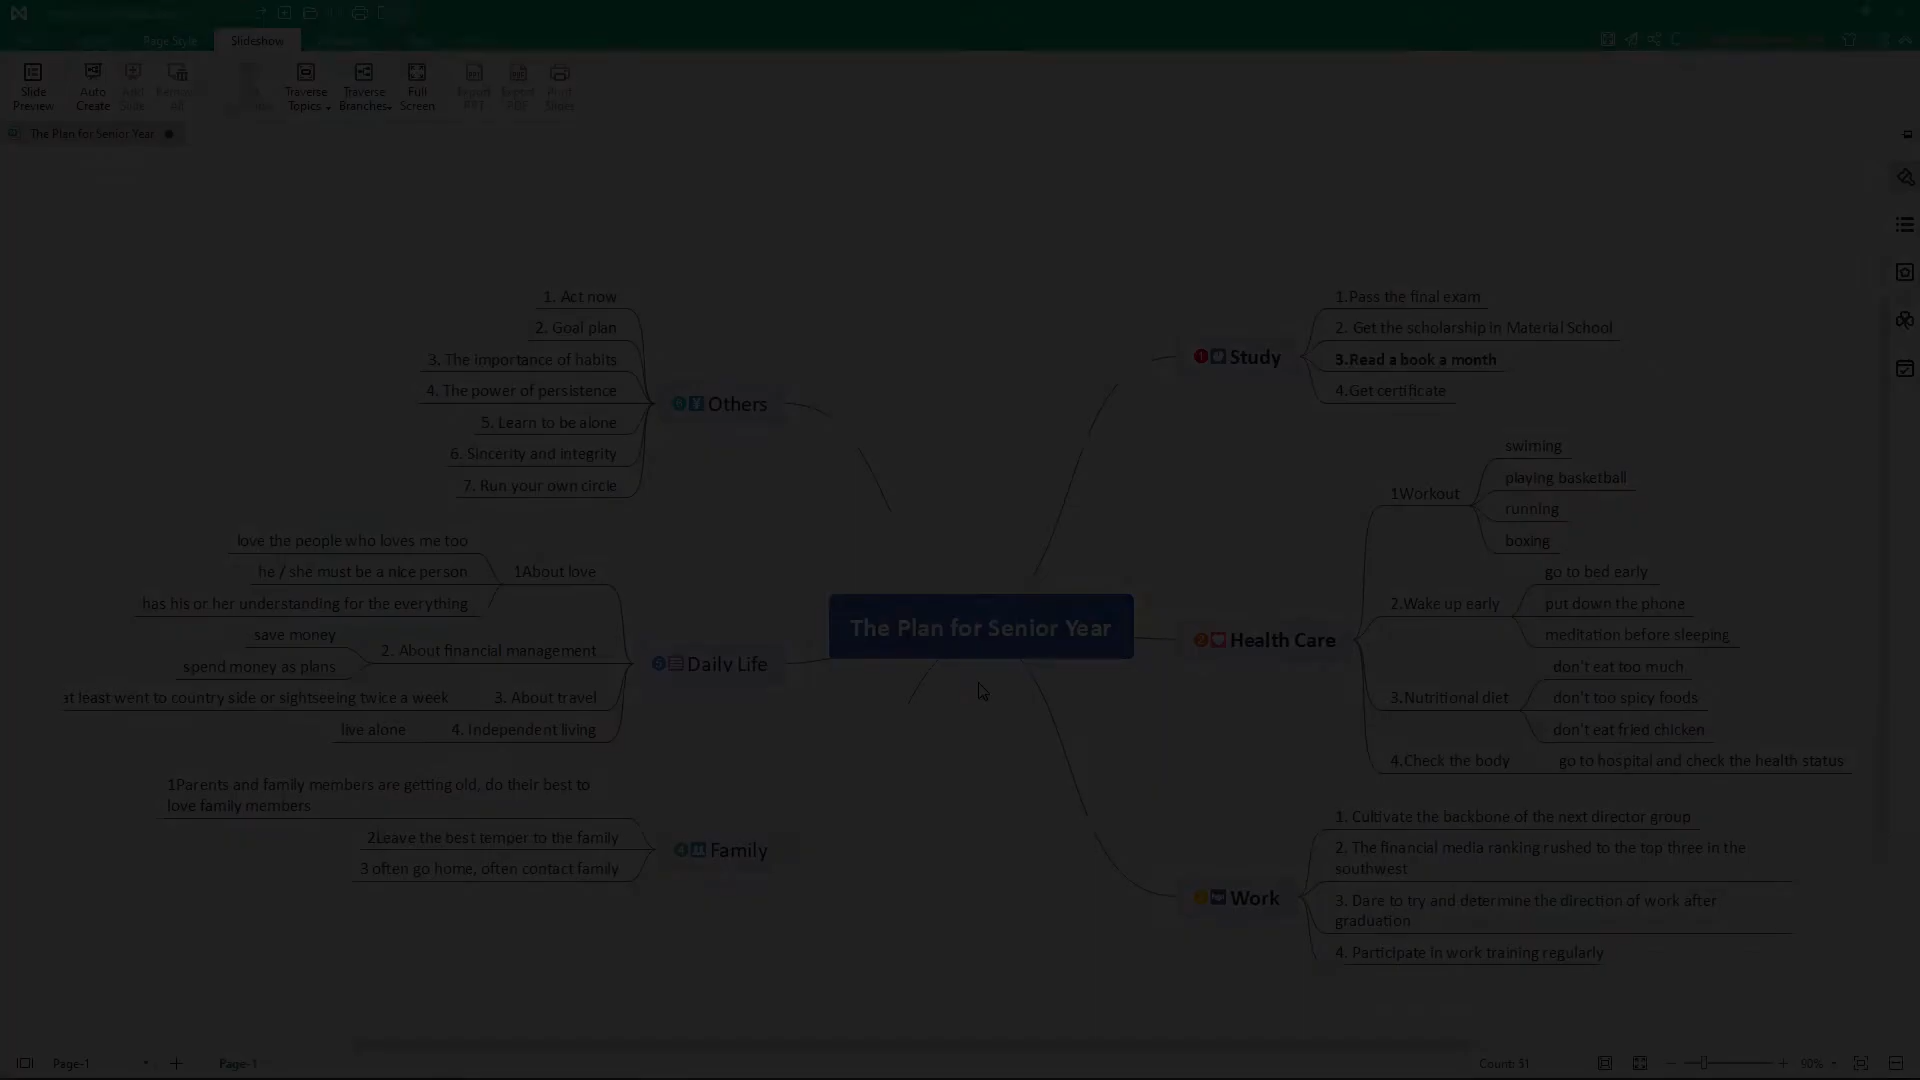 Page Style
Slideshow
Slide Preview
Auto Create
Add Slide
Remove All
Traverse Topics
Traverse Branches
Full Screen
Export PPT
Export PDF
Print Slides
The Plan for Senior Year
1. Act now
2. Goal plan
3. The importance of habits
4. The power of persistence
5. Learn to be alone
6. Sincerity and integrity
7. Run your own circle
Others
love the people who loves me too
he / she must be a nice person
has his or her understanding for the everything
1About love
save money
spend money as plans
2. About financial management
at least went to country side or sightseeing twice a week
3. About travel
live alone
4. Independent living
Daily Life
1Parents and family members are getting old, do their best to
love family members
2Leave the best temper to the family
3 often go home, often contact family
Family
The Plan for Senior Year
1
Study
1.Pass the final exam
2. Get the scholarship in Material School
3.Read a book a month
4.Get certificate
2
Health Care
1Workout
swiming
playing basketball
running
boxing
2.Wake up early
go to bed early
put down the phone
meditation before sleeping
3.Nutritional diet
don't eat too much
don't too spicy foods
don't eat fried chicken
4.Check the body
go to hospital and check the health status
Work
1. Cultivate the backbone of the next director group
2. The financial media ranking rushed to the top three in the
southwest
3. Dare to try and determine the direction of work after
graduation
4. Participate in work training regularly
Page-1
Page-1
Count: 51
90%